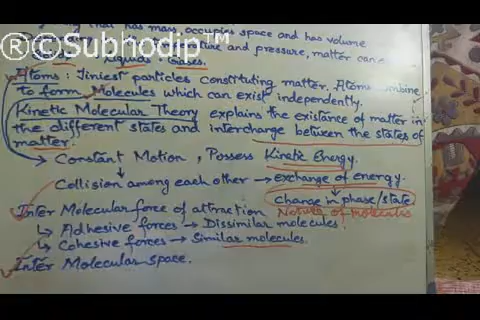 thing that has mass, occupies space and has volume
®©Subhodip™
and pressure, matter can e
Liquids. Gases.
Atoms: Tiniest particles constituting matter. Atoms combine
to form Molecules which can exist independently.
Kinetic Molecular Theory explains the existance of matter in
the different states and interchange between the states of
matter.
Constant Motion, Possess Kinetic Energy.
Collision among each other → exchange of energy.
Change in phase/state
Inter Molecular force of attraction Nature of molecules
↳ Adhesive forces → Dissimilar molecules.
↳ Cohesive forces → Similar molecules.
Inter Molecular space.